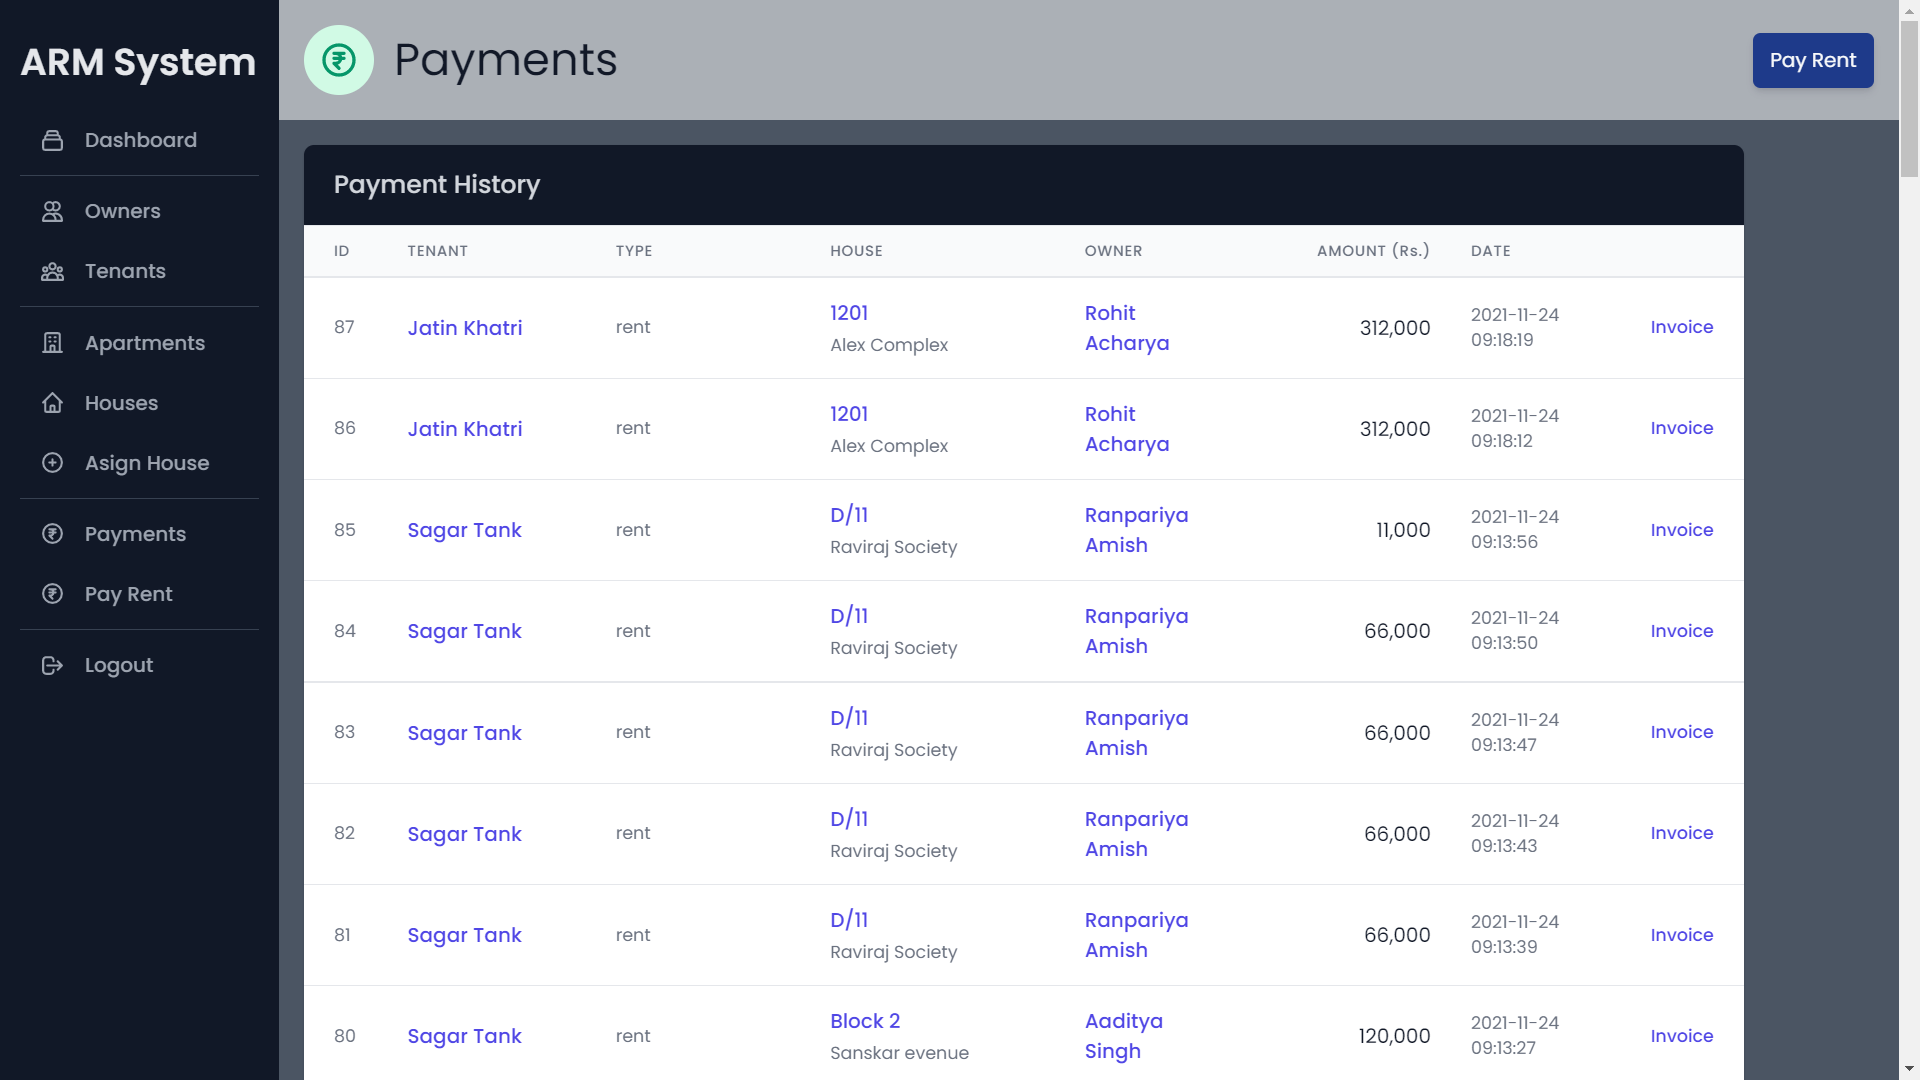 ARM System
Dashboard
Owners
Tenants
Apartments
Houses
Asign House
Payments
Pay Rent
Logout
Payments
Pay Rent
Payment History
ID TENANT TYPE HOUSE OWNER AMOUNT (Rs.) DATE
87 Jatin Khatri rent 1201 Alex Complex Rohit Acharya 312,000 2021-11-24 09:18:19 Invoice
86 Jatin Khatri rent 1201 Alex Complex Rohit Acharya 312,000 2021-11-24 09:18:12 Invoice
85 Sagar Tank rent D/11 Raviraj Society Ranpariya Amish 11,000 2021-11-24 09:13:56 Invoice
84 Sagar Tank rent D/11 Raviraj Society Ranpariya Amish 66,000 2021-11-24 09:13:50 Invoice
83 Sagar Tank rent D/11 Raviraj Society Ranpariya Amish 66,000 2021-11-24 09:13:47 Invoice
82 Sagar Tank rent D/11 Raviraj Society Ranpariya Amish 66,000 2021-11-24 09:13:43 Invoice
81 Sagar Tank rent D/11 Raviraj Society Ranpariya Amish 66,000 2021-11-24 09:13:39 Invoice
80 Sagar Tank rent Block 2 Sanskar evenue Aaditya Singh 120,000 2021-11-24 09:13:27 Invoice